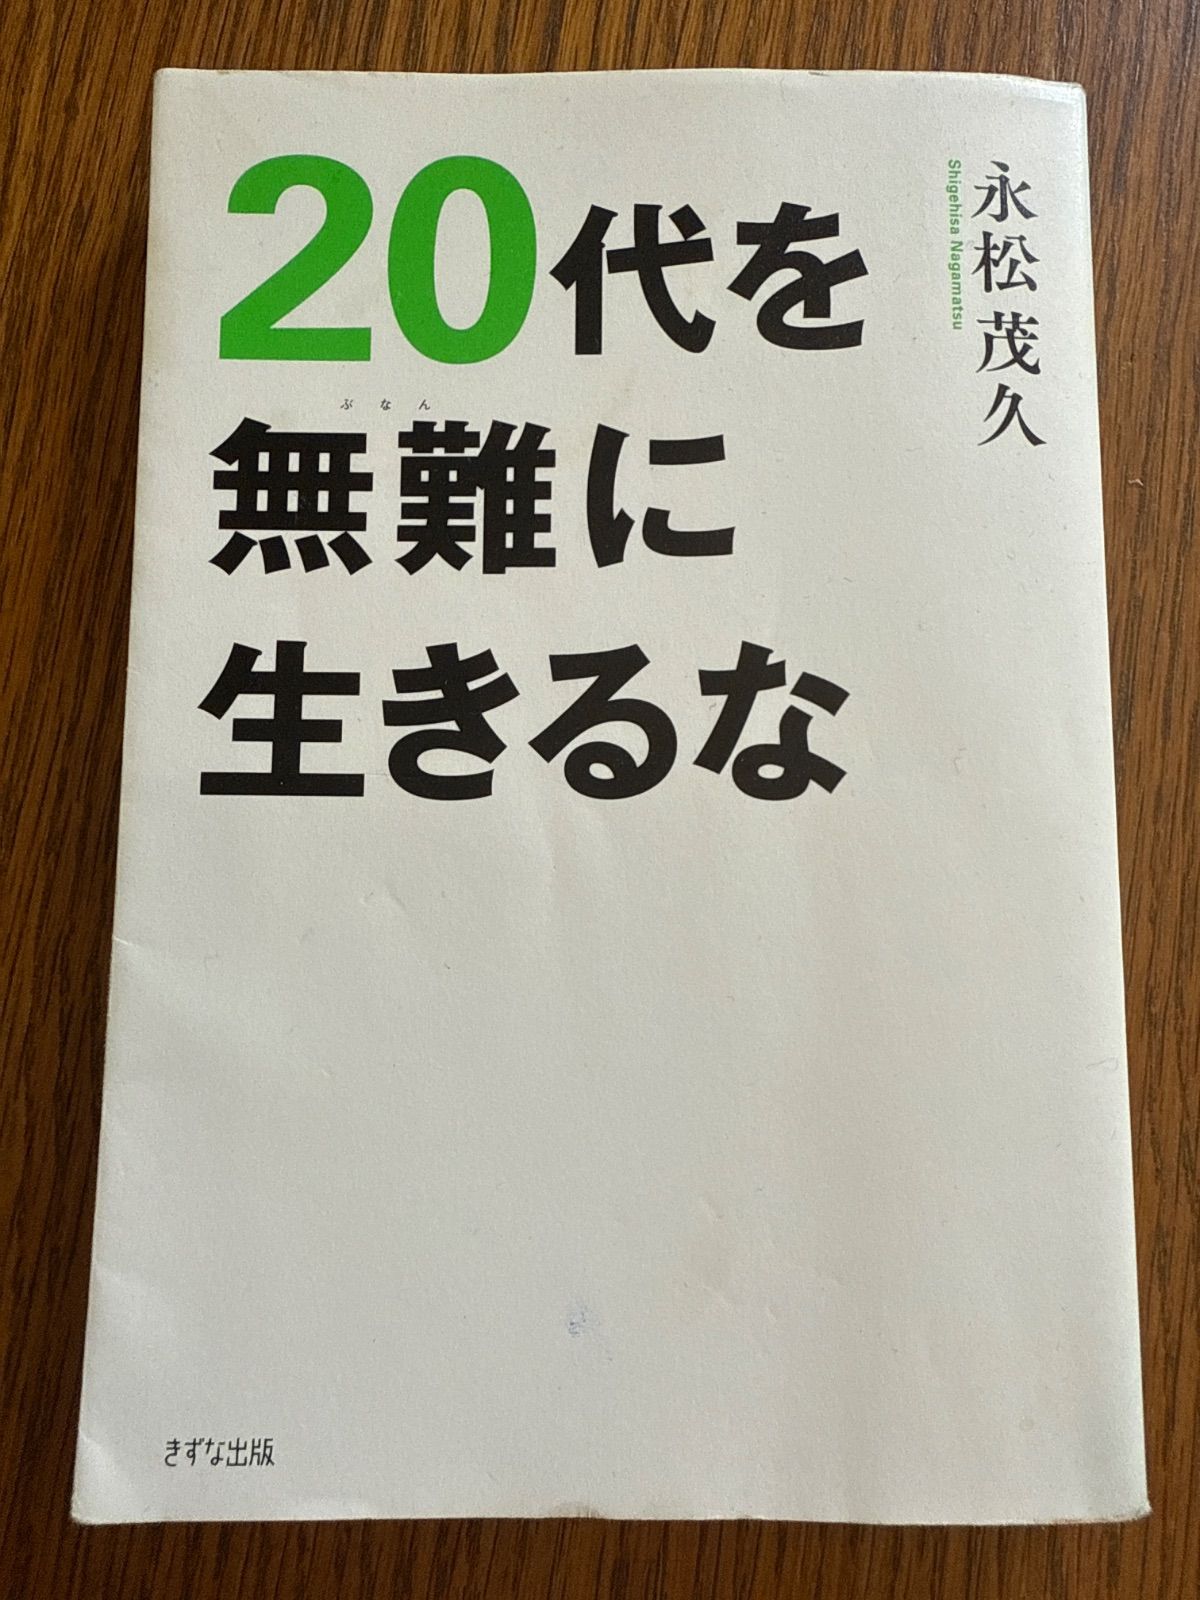 20代を
ぶなん
無難に
生きるな
永松茂久
Shigehisa Nagamatsu
きずな出版